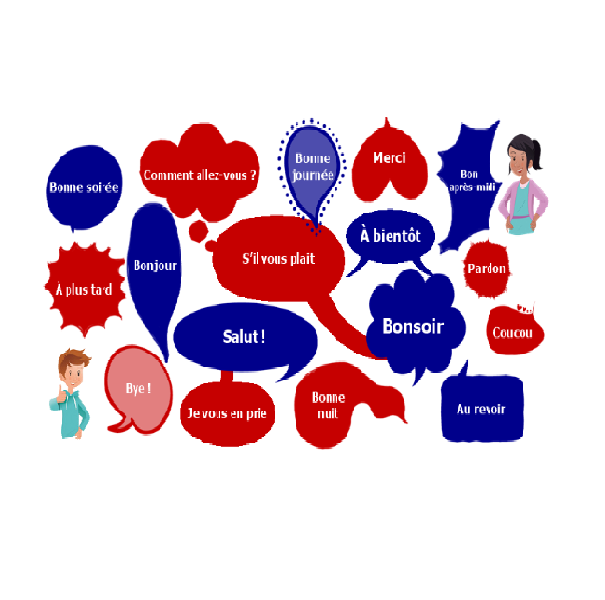 Bonne soirée
Comment allez-vous ?
Bonne
journée
Merci
Bon
après midi
Bonjour
À bientôt
S'il vous plait
Pardon
À plus tard
Salut !
Bonsoir
Coucou
Bye !
Je vous en prie
Bonne
nuit
Au revoir